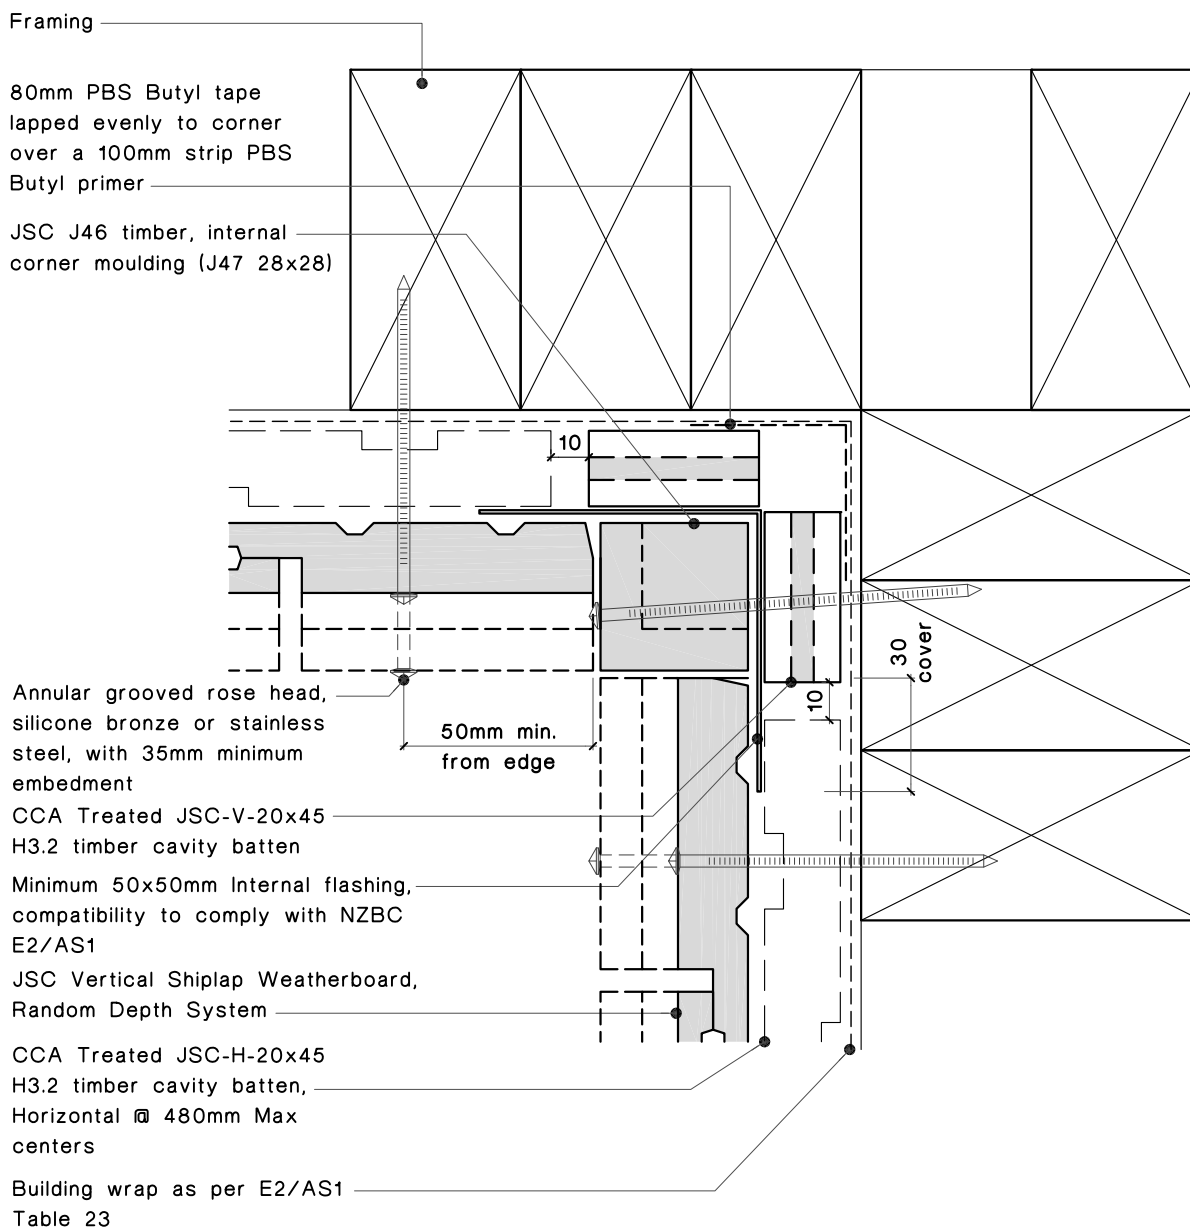 Framing
80mm PBS Butyl tape
lapped evenly to corner
over a 100mm strip PBS
Butyl primer
JSC J46 timber, internal
corner moulding (J47 28x28)
10
30
cover
10
50mm min.
from edge
Annular grooved rose head,
silicone bronze or stainless
steel, with 35mm minimum
embedment
CCA Treated JSC-V-20x45
H3.2 timber cavity batten
Minimum 50x50mm Internal flashing,
compatibility to comply with NZBC
E2/AS1
JSC Vertical Shiplap Weatherboard,
Random Depth System
CCA Treated JSC-H-20x45
H3.2 timber cavity batten,
Horizontal @ 480mm Max
centers
Building wrap as per E2/AS1
Table 23